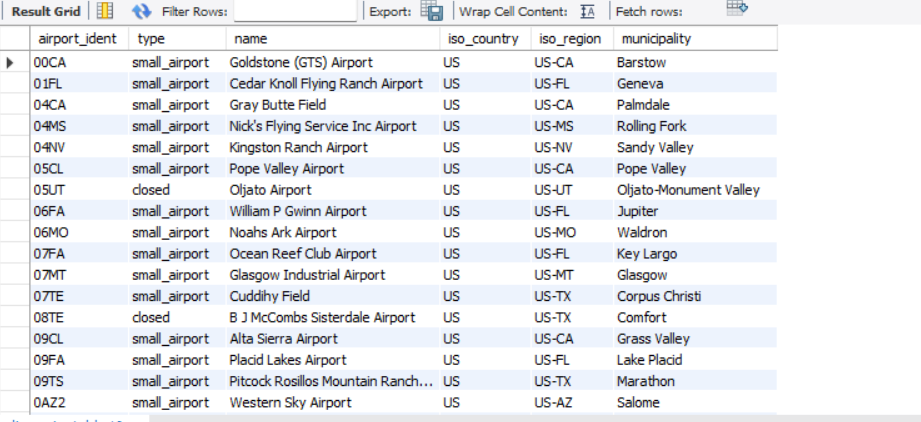 Result Grid Filter Rows: Export: Wrap Cell Content: Fetch rows:
airport_ident type name iso_country iso_region municipality
00CA small_airport Goldstone (GTS) Airport US US-CA Barstow
01FL small_airport Cedar Knoll Flying Ranch Airport US US-FL Geneva
04CA small_airport Gray Butte Field US US-CA Palmdale
04MS small_airport Nick's Flying Service Inc Airport US US-MS Rolling Fork
04NV small_airport Kingston Ranch Airport US US-NV Sandy Valley
05CL small_airport Pope Valley Airport US US-CA Pope Valley
05UT closed Oljato Airport US US-UT Oljato-Monument Valley
06FA small_airport William P Gwinn Airport US US-FL Jupiter
06MO small_airport Noahs Ark Airport US US-MO Waldron
07FA small_airport Ocean Reef Club Airport US US-FL Key Largo
07MT small_airport Glasgow Industrial Airport US US-MT Glasgow
07TE small_airport Cuddihy Field US US-TX Corpus Christi
08TE closed B J McCombs Sisterdale Airport US US-TX Comfort
09CL small_airport Alta Sierra Airport US US-CA Grass Valley
09FA small_airport Placid Lakes Airport US US-FL Lake Placid
09TS small_airport Pitcock Rosillos Mountain Ranch... US US-TX Marathon
0AZ2 small_airport Western Sky Airport US US-AZ Salome